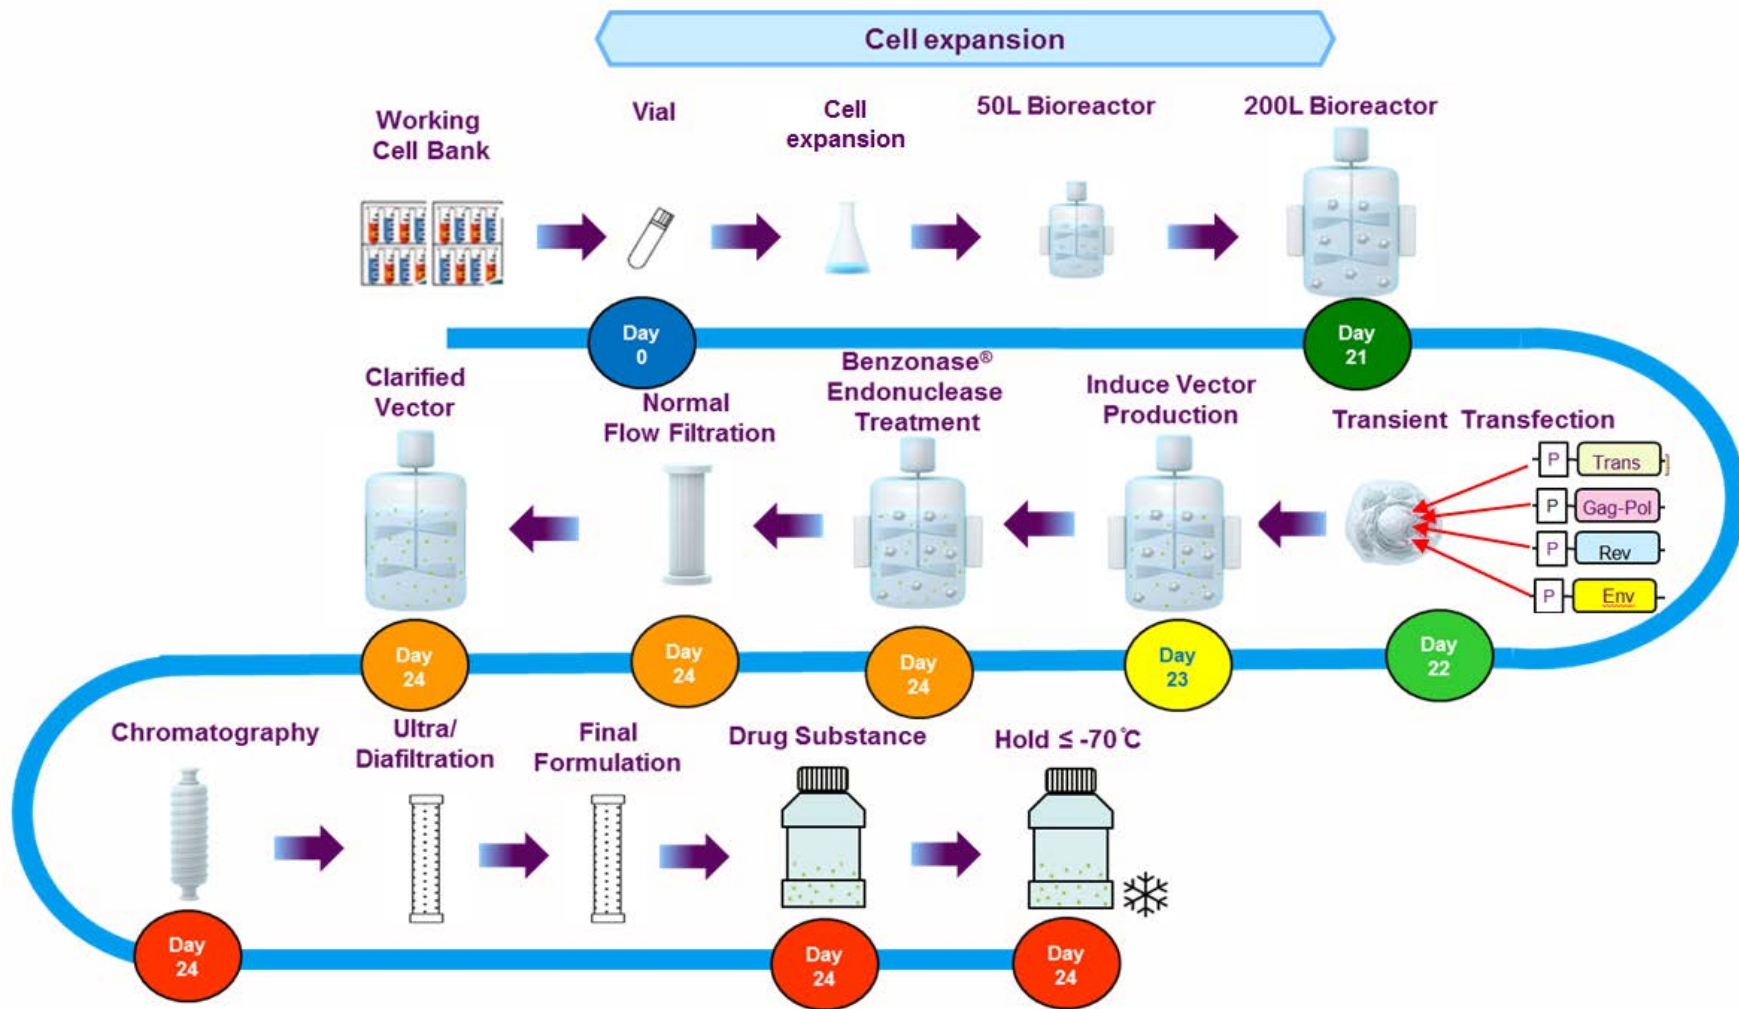 Cell expansion
Working
Cell Bank
Vial
Cell
expansion
50L Bioreactor
200L Bioreactor
Day
0
Day
21
Clarified
Vector
Normal
Flow Filtration
Benzonase®
Endonuclease
Treatment
Induce Vector
Production
Transient Transfection
P Trans
P Gag-Pol
P Rev
P Env
Day
24
Day
24
Day
24
Day
23
Day
22
Chromatography
Ultra/
Diafiltration
Final
Formulation
Drug Substance
Hold ≤ -70°C
Day
24
Day
24
Day
24